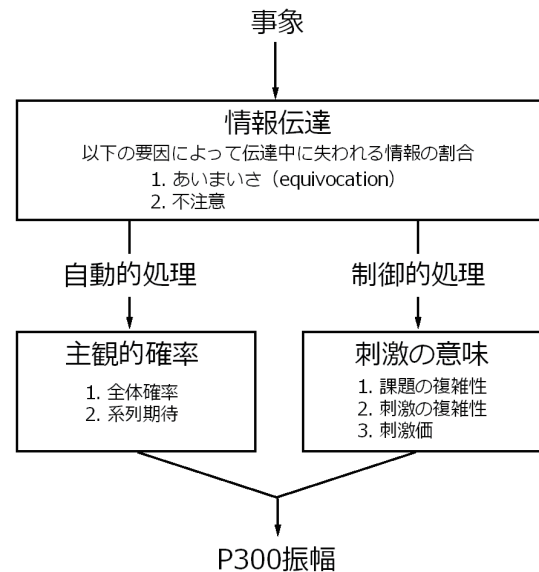 事象
情報伝達
以下の要因によって伝達中に失われる情報の割合
1. あいまいさ（equivocation）
2. 不注意
自動的処理
制御的処理
主観的確率
1. 全体確率
2. 系列期待
刺激の意味
1. 課題の複雑性
2. 刺激の複雑性
3. 刺激価
P300振幅